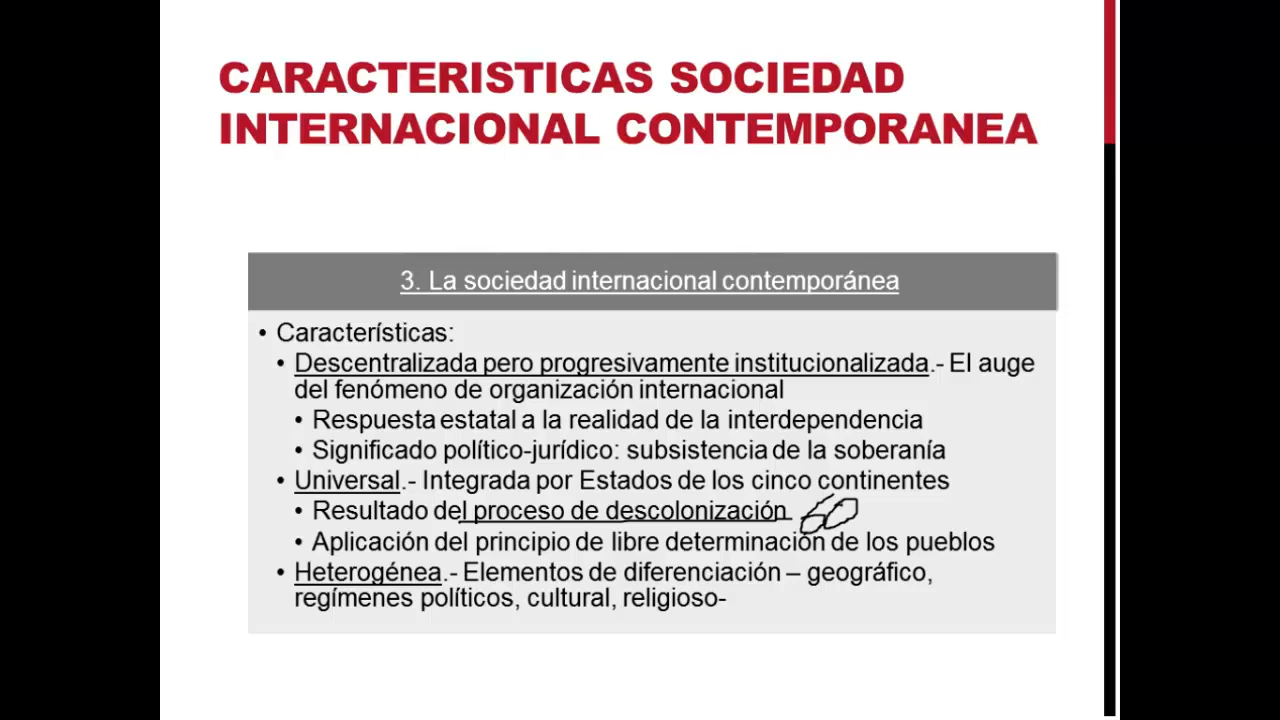 CARACTERISTICAS SOCIEDAD
INTERNACIONAL CONTEMPORANEA
3. La sociedad internacional contemporánea
• Características:
• Descentralizada pero progresivamente institucionalizada.- El auge
del fenómeno de organización internacional
• Respuesta estatal a la realidad de la interdependencia
• Significado político-jurídico: subsistencia de la soberanía
• Universal.- Integrada por Estados de los cinco continentes
• Resultado del proceso de descolonización 60
• Aplicación del principio de libre determinación de los pueblos
• Heterogénea.- Elementos de diferenciación – geográfico,
regímenes políticos, cultural, religioso-